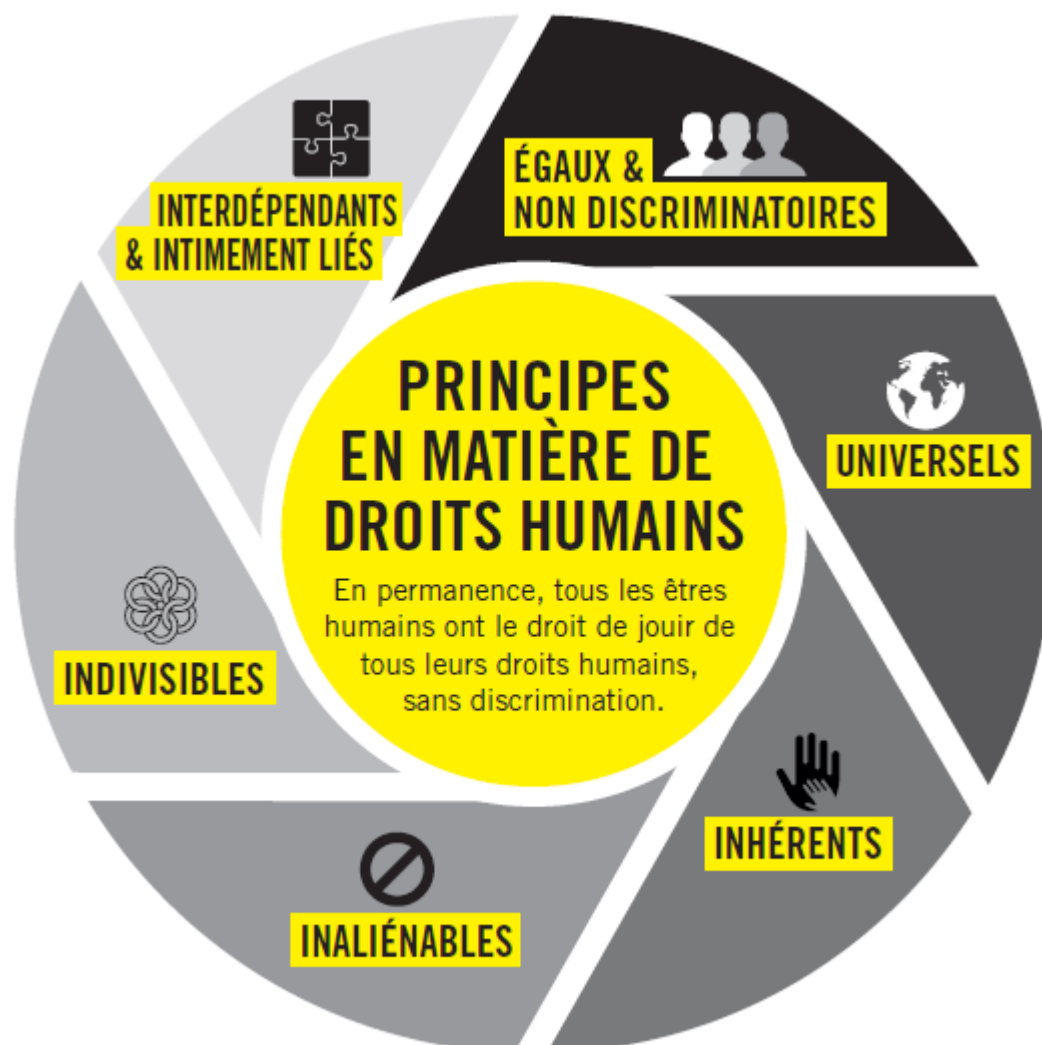 PRINCIPES
EN MATIÈRE DE
DROITS HUMAINS
En permanence, tous les êtres
humains ont le droit de jouir de
tous leurs droits humains,
sans discrimination.
ÉGAUX &
NON DISCRIMINATOIRES
UNIVERSELS
INHÉRENTS
INALIÉNABLES
INDIVISIBLES
INTERDÉPENDANTS
& INTIMEMENT LIÉS